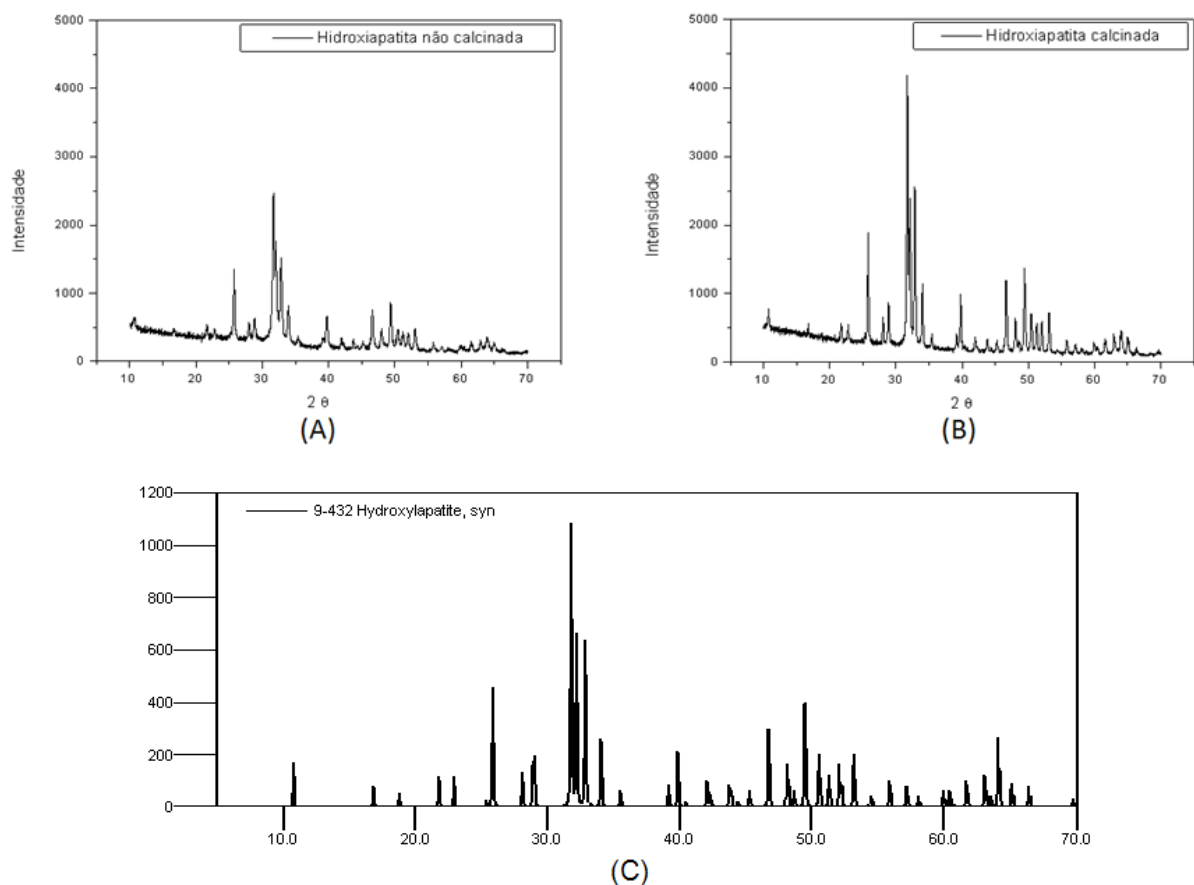 Hidroxiapatita não calcinada
5000
4000
3000
2000
1000
0
Intensidade
10 20 30 40 50 60 70
2 θ
(A)
Hidroxiapatita calcinada
5000
4000
3000
2000
1000
0
Intensidade
10 20 30 40 50 60 70
2 θ
(B)
9-432 Hydroxylapatite, syn
1200
1000
800
600
400
200
0
10.0 20.0 30.0 40.0 50.0 60.0 70.0
(C)